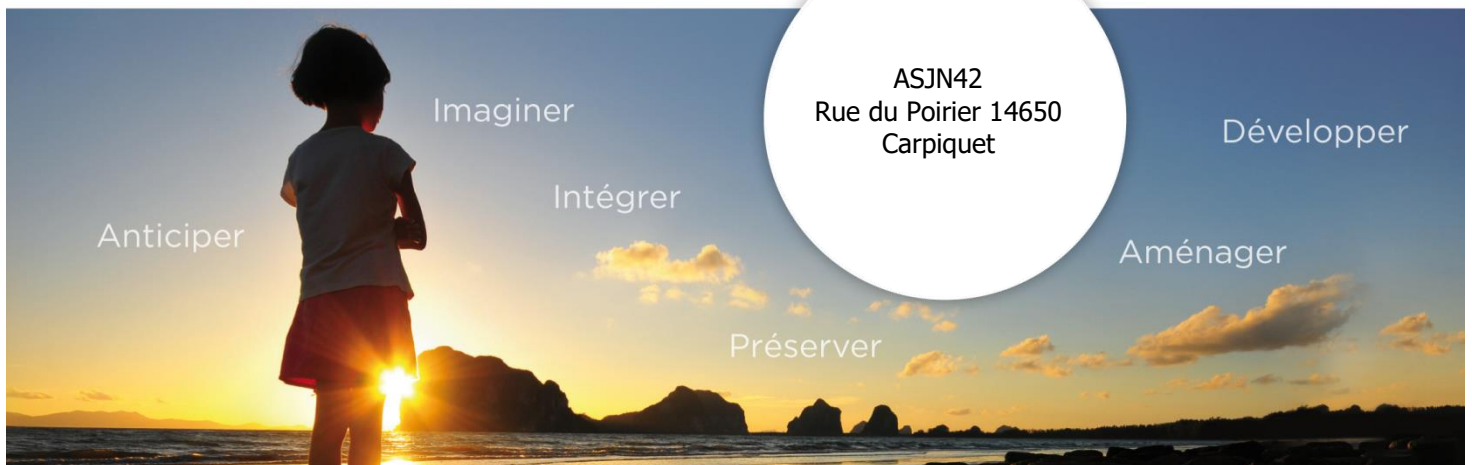 ASJN42
Rue du Poirier 14650
Carpiquet
Imaginer
Développer
Intégrer
Anticiper
Aménager
Préserver